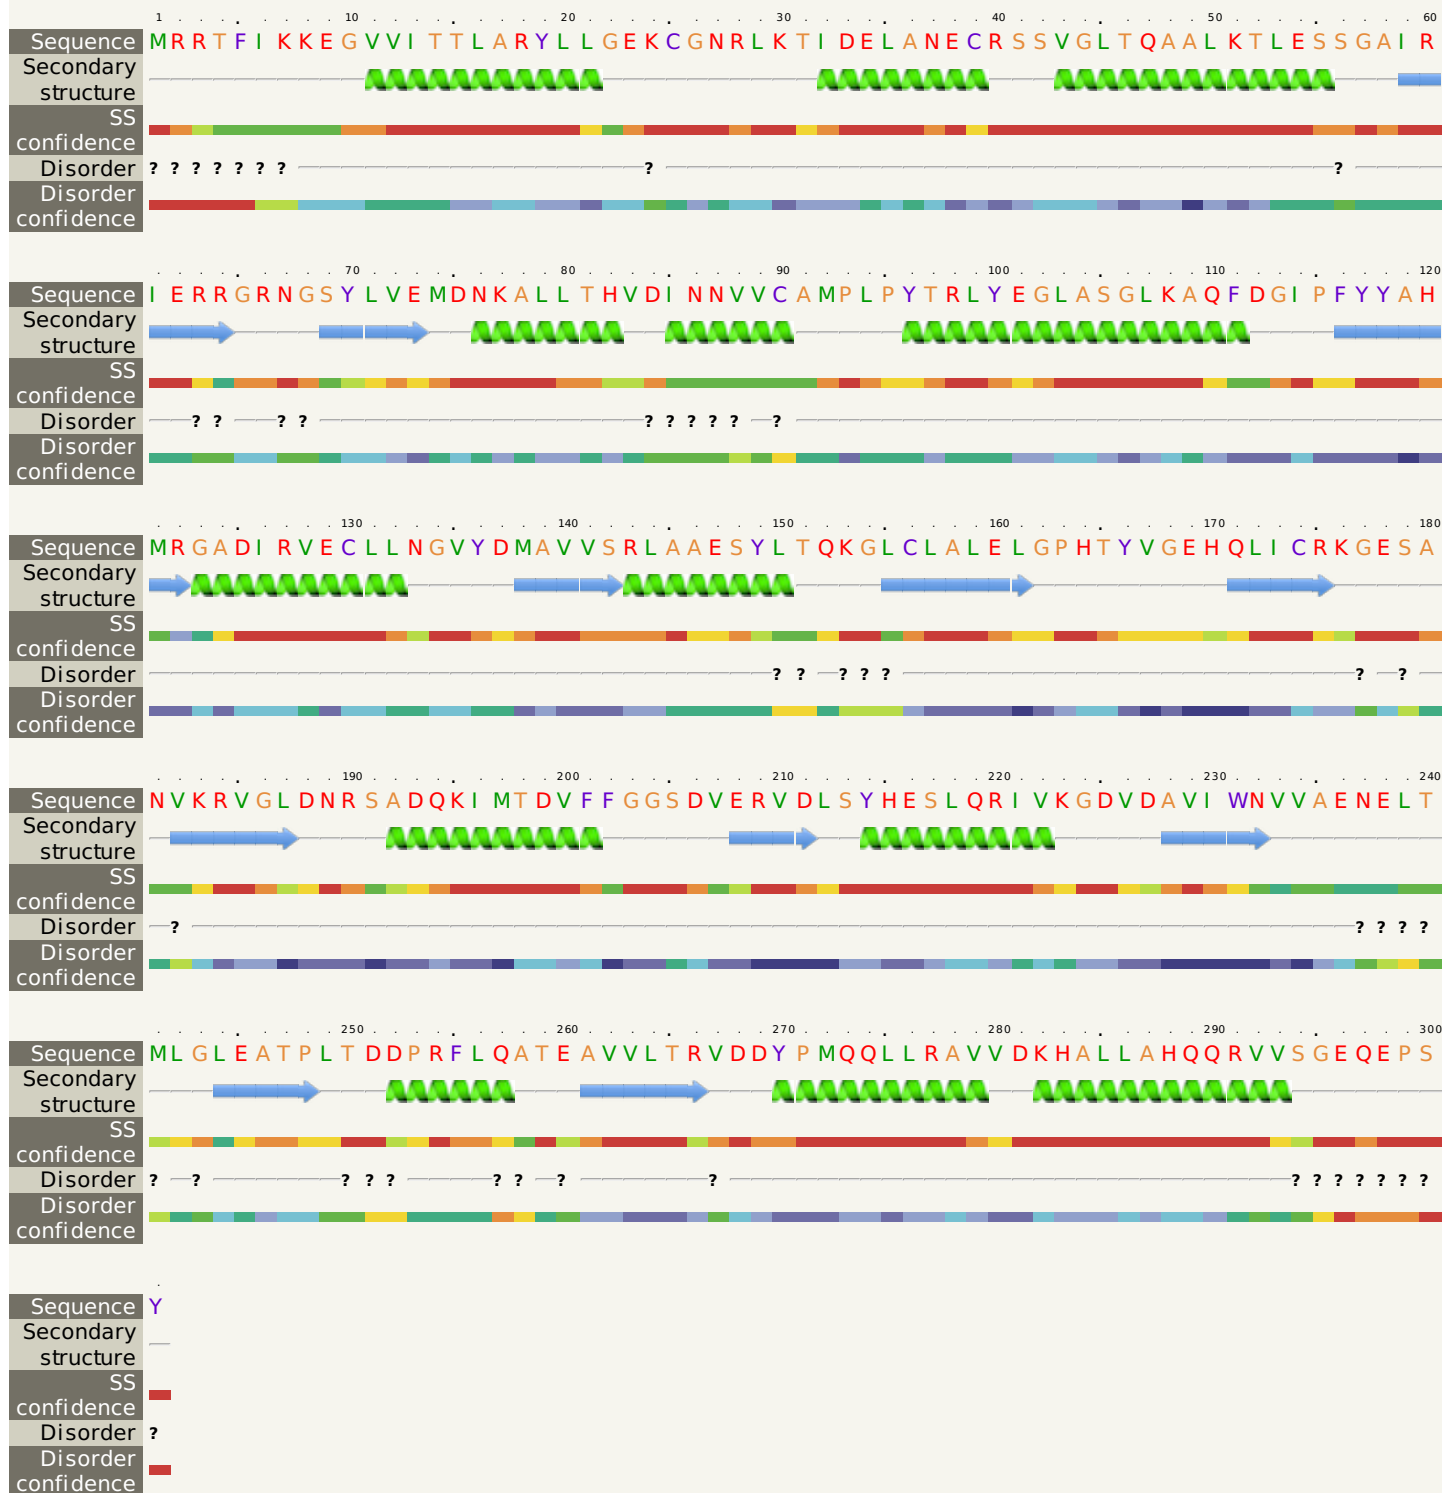 1 . . . . . . . . 10 . . . . . . . . . 20 . . . . . . . . . 30 . . . . . . . . . 40 . . . . . . . . . 50 . . . . . . . . . 60
Sequence MRRTFIKKEGVVITTLARYLLGEKCGNRLKTIDELANECRSSVGLTQAALKTLESSGAIR
Secondary
structure
SS
confidence
Disorder ? ? ? ? ? ? ? ? ?
Disorder
confidence
. . . . . . . . . 70 . . . . . . . . . 80 . . . . . . . . . 90 . . . . . . . . . 100 . . . . . . . . . 110 . . . . . . . . . 120
Sequence IERRGRNGSYLVEMDNKALLTHVDINNVVCAMPLPYTRLYEGLASGLKAQFDGIPFYYAH
Secondary
structure
SS
confidence
Disorder ? ? ? ? ? ? ? ? ? ?
Disorder
confidence
. . . . . . . . . 130 . . . . . . . . . 140 . . . . . . . . . 150 . . . . . . . . . 160 . . . . . . . . . 170 . . . . . . . . . 180
Sequence MRGADIRVECLLNGVYDMAVVSRLAAESYLTQKGLCLALELGPHTYVGEHQLICRKGESA
Secondary
structure
SS
confidence
Disorder ? ? ? ? ? ? ?
Disorder
confidence
. . . . . . . . . 190 . . . . . . . . . 200 . . . . . . . . . 210 . . . . . . . . . 220 . . . . . . . . . 230 . . . . . . . . . 240
Sequence NVKRVGLDNRSADQKIMTDVFFGGSDVERVDLSYHESLQRIVKGDVDAVIWNVVAENELT
Secondary
structure
SS
confidence
Disorder ? ? ? ? ?
Disorder
confidence
. . . . . . . . . 250 . . . . . . . . . 260 . . . . . . . . . 270 . . . . . . . . . 280 . . . . . . . . . 290 . . . . . . . . . 300
Sequence MLGLEATPLTDDPRFLQATEAVVLTRVDDYPMQQLLRAVVDKHALLAHQQRVVSGEQEPS
Secondary
structure
SS
confidence
Disorder ? ? ? ? ? ? ? ? ? ? ? ? ? ? ? ?
Disorder
confidence
.
Sequence Y
Secondary
structure
SS
confidence
Disorder ?
Disorder
confidence